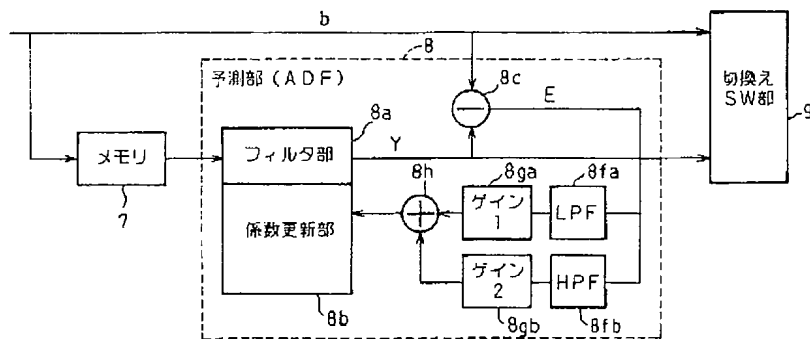 b
8
予測部(ADF)
8c
切換え
SW部
E
8a
9
メモリ
フィルタ部
Y
7
8h
8ga
8fa
係数更新部
ゲイン
1
LPF
ゲイン
2
HPF
8b
8gb
8fb